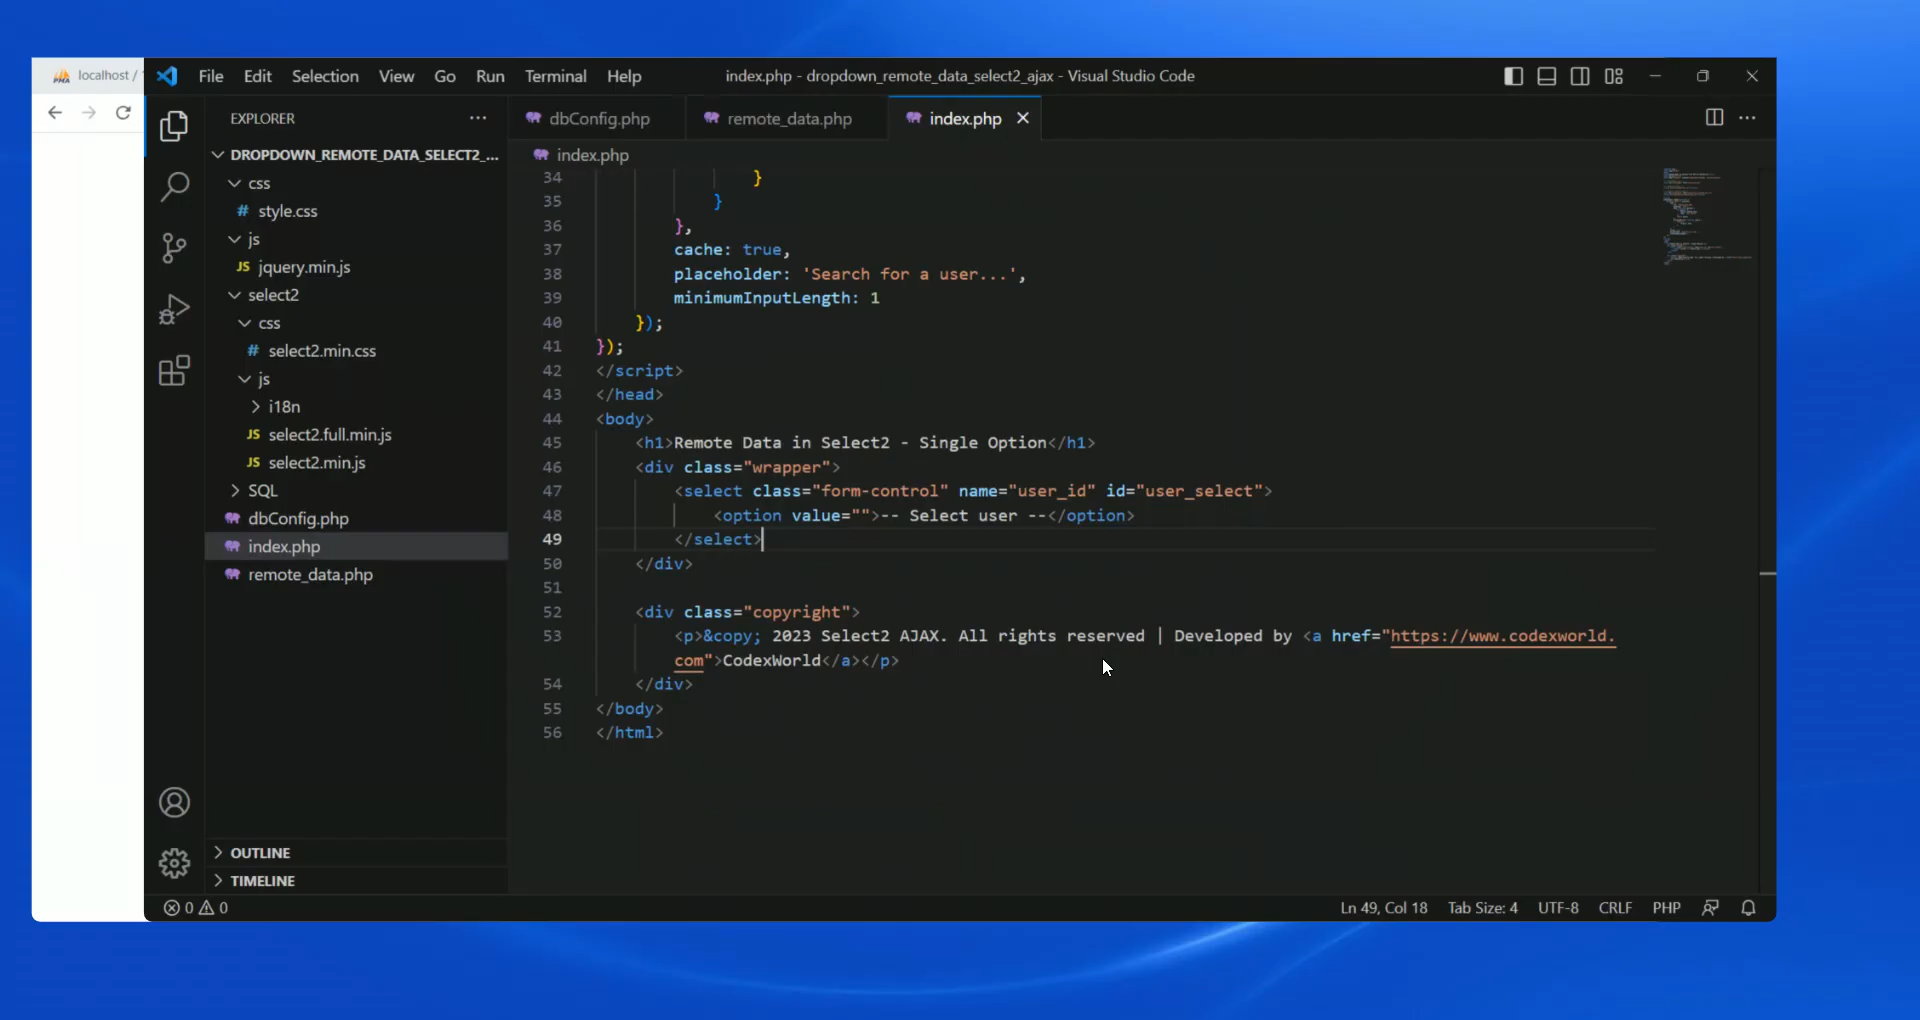 localhost /
File Edit Selection View Go Run Terminal Help
index.php - dropdown_remote_data_select2_ajax - Visual Studio Code
EXPLORER
DROPDOWN_REMOTE_DATA_SELECT2_...
css
# style.css
js
JS jquery.min.js
select2
css
# select2.min.css
js
i18n
JS select2.full.min.js
JS select2.min.js
SQL
dbConfig.php
index.php
remote_data.php
OUTLINE
TIMELINE
dbConfig.php remote_data.php index.php
index.php
34 }
35 }
36 },
37 cache: true,
38 placeholder: 'Search for a user...',
39 minimumInputLength: 1
40 });
41 });
42 </script>
43 </head>
44 <body>
45 <h1>Remote Data in Select2 - Single Option</h1>
46 <div class="wrapper">
47 <select class="form-control" name="user_id" id="user_select">
48 <option value="">-- Select user --</option>
49 </select>
50 </div>
51
52 <div class="copyright">
53 <p>&copy; 2023 Select2 AJAX. All rights reserved | Developed by <a href="https://www.codexworld.
com">CodexWorld</a></p>
54 </div>
55 </body>
56 </html>
0 0
Ln 49, Col 18 Tab Size: 4 UTF-8 CRLF PHP